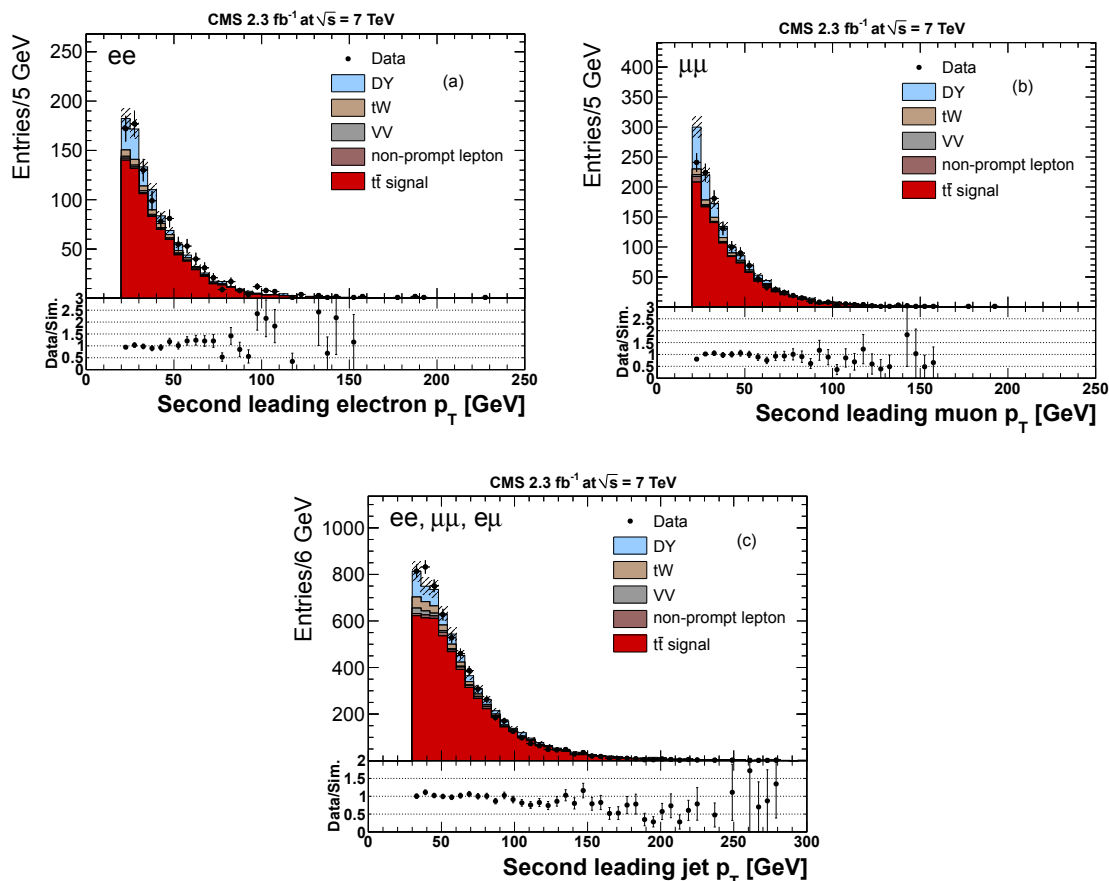 CMS 2.3 fb⁻¹ at √s = 7 TeV
Entries/5 GeV
ee
(a)
Data
DY
tW
VV
non-prompt lepton
tt̄ signal
250
200
150
100
50
Data/Sim.
3
2.5
2
1.5
1
0.5
0 50 100 150 200 250
Second leading electron p_T [GeV]
CMS 2.3 fb⁻¹ at √s = 7 TeV
Entries/5 GeV
μμ
(b)
Data
DY
tW
VV
non-prompt lepton
tt̄ signal
400
350
300
250
200
150
100
50
Data/Sim.
3
2.5
2
1.5
1
0.5
0 50 100 150 200 250
Second leading muon p_T [GeV]
CMS 2.3 fb⁻¹ at √s = 7 TeV
Entries/6 GeV
ee, μμ, eμ
(c)
Data
DY
tW
VV
non-prompt lepton
tt̄ signal
1000
800
600
400
200
Data/Sim.
2
1.5
1
0.5
0 50 100 150 200 250 300
Second leading jet p_T [GeV]